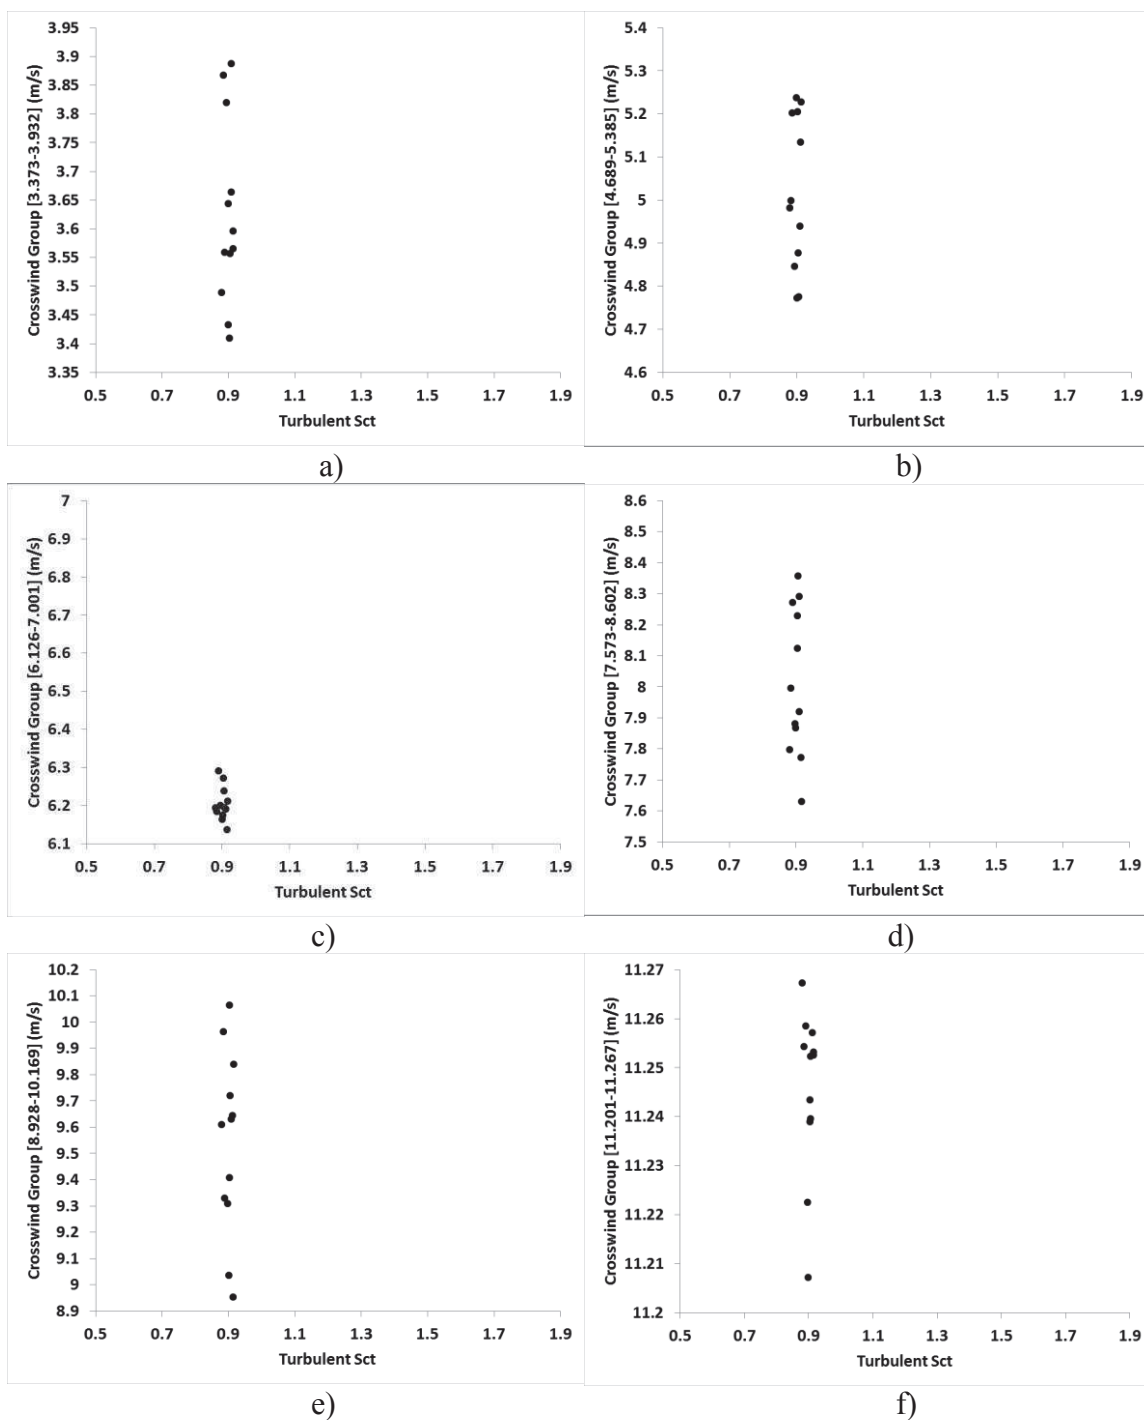 Crosswind Group [3.373-3.932] (m/s)
3.95
3.9
3.85
3.8
3.75
3.7
3.65
3.6
3.55
3.5
3.45
3.4
3.35
0.5 0.7 0.9 1.1 1.3 1.5 1.7 1.9
Turbulent Sct
a)
Crosswind Group [4.689-5.385] (m/s)
5.4
5.3
5.2
5.1
5
4.9
4.8
4.7
4.6
0.5 0.7 0.9 1.1 1.3 1.5 1.7 1.9
Turbulent Sct
b)
Crosswind Group [6.126-7.001] (m/s)
7
6.9
6.8
6.7
6.6
6.5
6.4
6.3
6.2
6.1
0.5 0.7 0.9 1.1 1.3 1.5 1.7 1.9
Turbulent Sct
c)
Crosswind Group [7.573-8.602] (m/s)
8.6
8.5
8.4
8.3
8.2
8.1
8
7.9
7.8
7.7
7.6
7.5
0.5 0.7 0.9 1.1 1.3 1.5 1.7 1.9
Turbulent Sct
d)
Crosswind Group [8.928-10.169] (m/s)
10.2
10.1
10
9.9
9.8
9.7
9.6
9.5
9.4
9.3
9.2
9.1
9
8.9
0.5 0.7 0.9 1.1 1.3 1.5 1.7 1.9
Turbulent Sct
e)
Crosswind Group [11.201-11.267] (m/s)
11.27
11.26
11.25
11.24
11.23
11.22
11.21
11.2
0.5 0.7 0.9 1.1 1.3 1.5 1.7 1.9
Turbulent Sct
f)